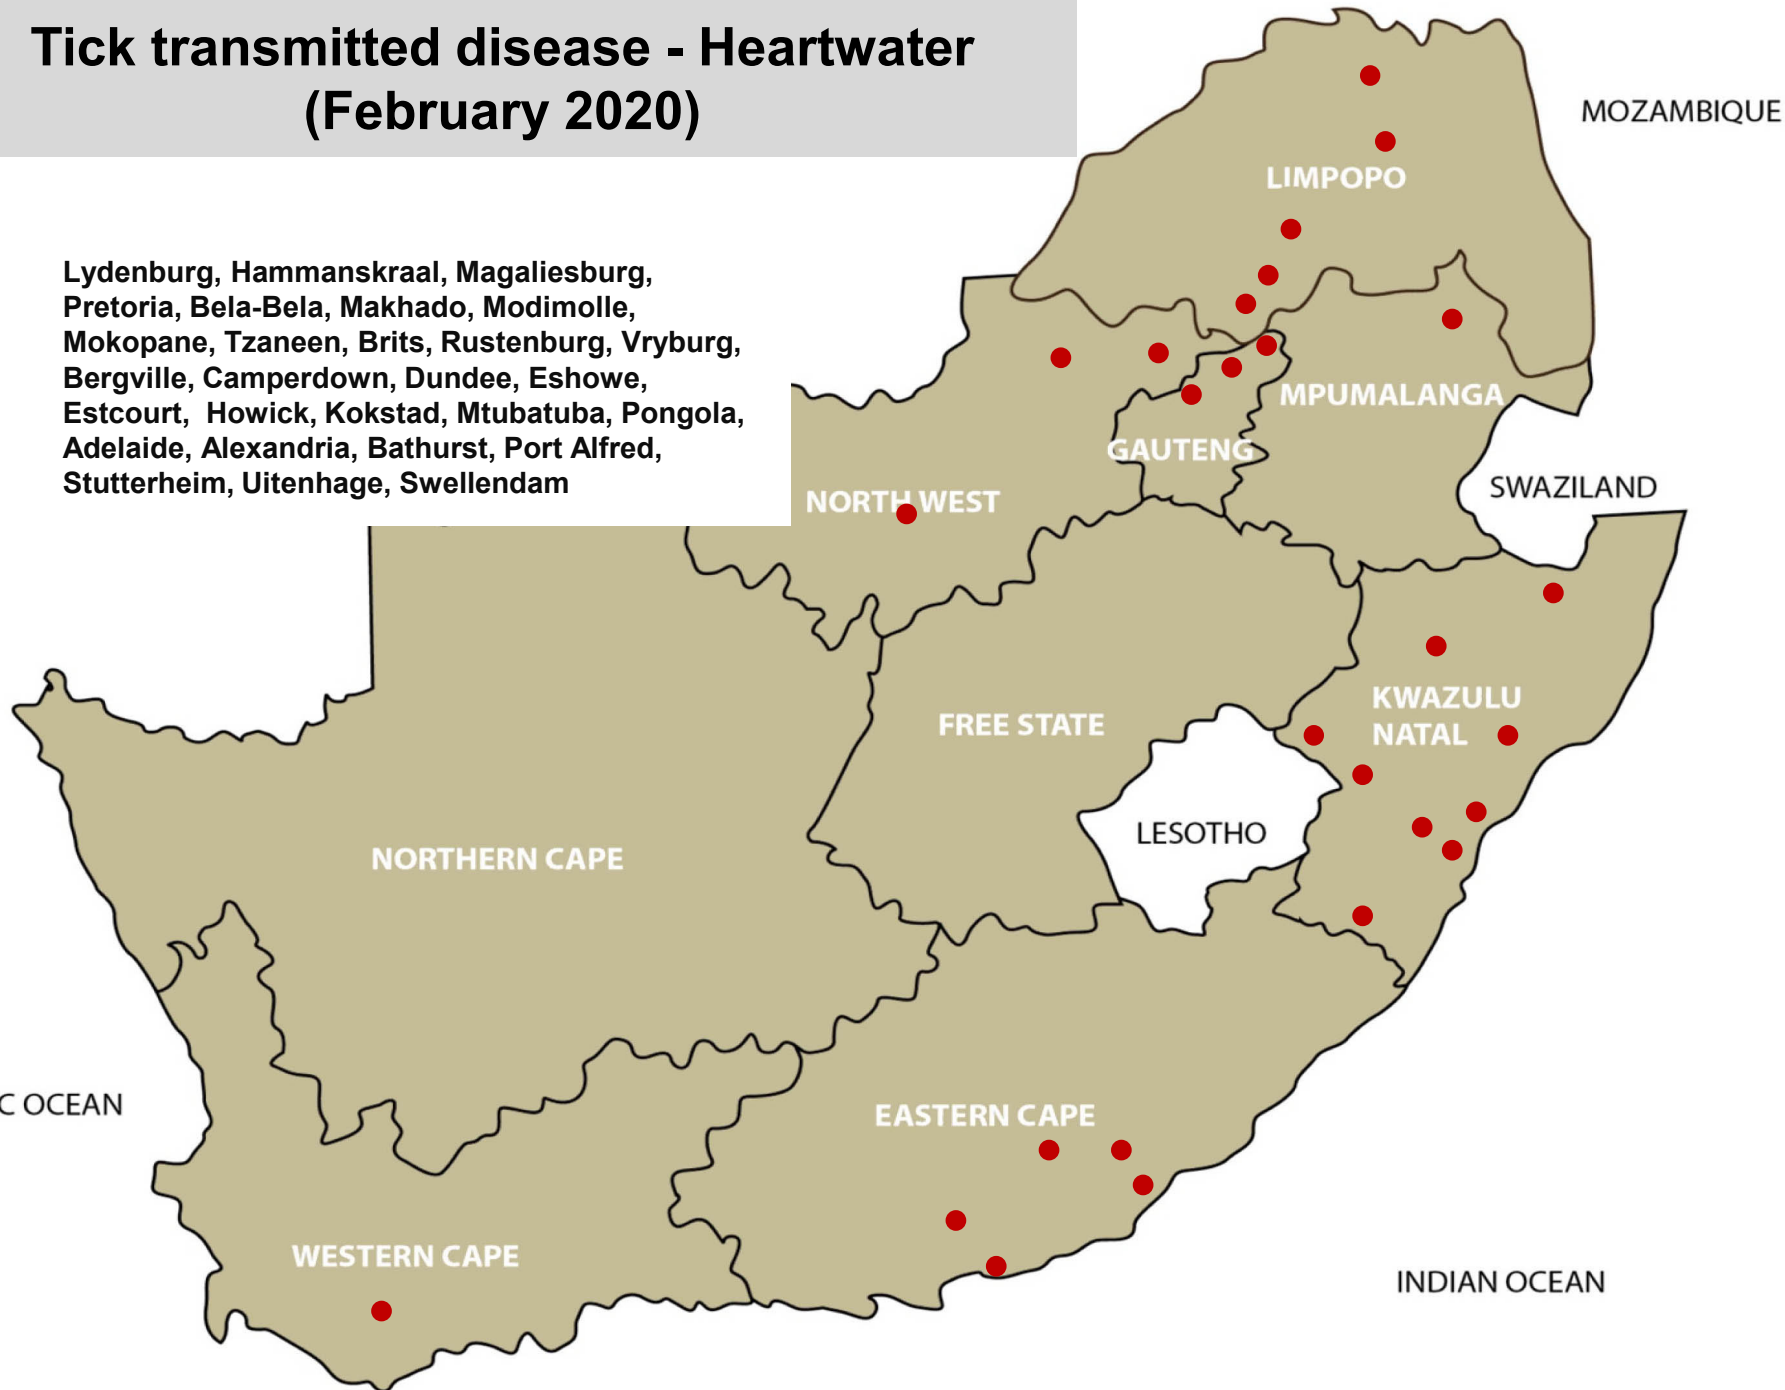 Tick transmitted disease - Heartwater
(February 2020)
MOZAMBIQUE
LIMPOPO
Lydenburg, Hammanskraal, Magaliesburg,
Pretoria, Bela-Bela, Makhado, Modimolle,
Mokopane, Tzaneen, Brits, Rustenburg, Vryburg,
Bergville, Camperdown, Dundee, Eshowe,
Estcourt, Howick, Kokstad, Mtubatuba, Pongola,
Adelaide, Alexandria, Bathurst, Port Alfred,
Stutterheim, Uitenhage, Swellendam
MPUMALANGA
GAUTENG
SWAZILAND
NORTH WEST
KWAZULU
NATAL
FREE STATE
LESOTHO
NORTHERN CAPE
C OCEAN
EASTERN CAPE
WESTERN CAPE
INDIAN OCEAN